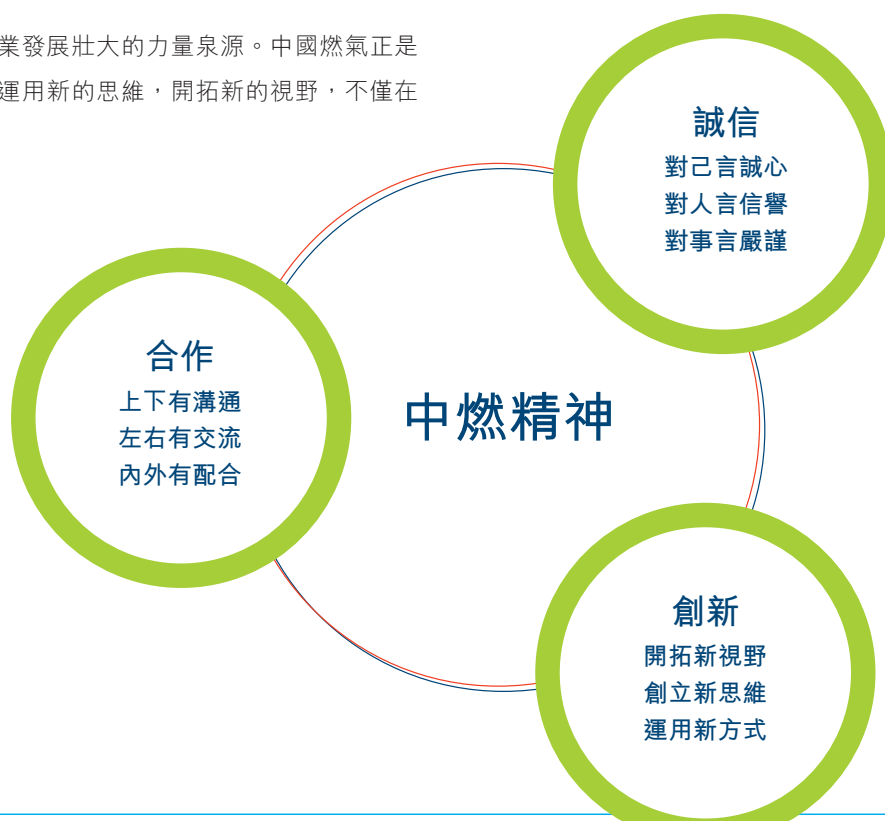 業發展壯大的力量泉源。中國燃氣正是
運用新的思維，開拓新的視野，不僅在
誠信
對己言誠心
對人言信譽
對事言嚴謹
合作
上下有溝通
左右有交流
內外有配合
中燃精神
創新
開拓新視野
創立新思維
運用新方式